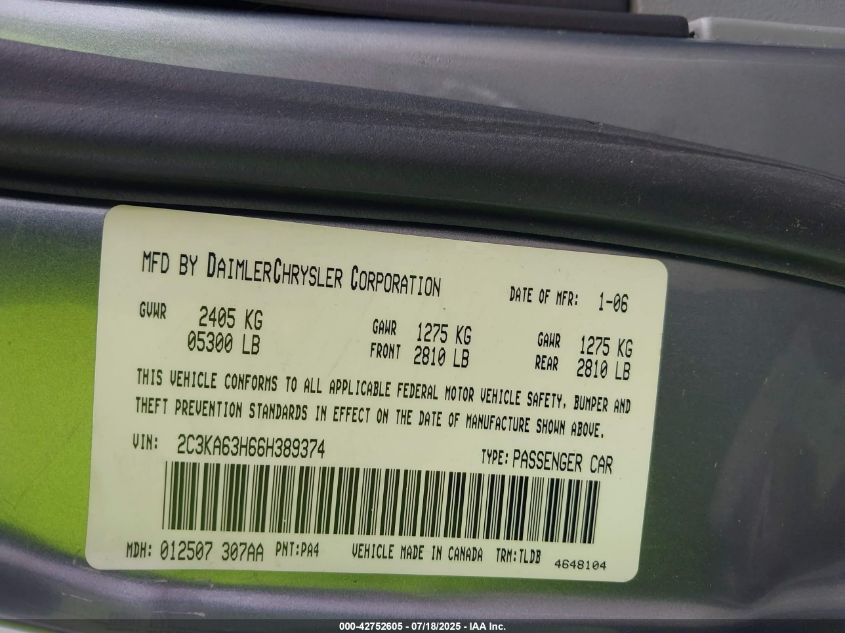 MFD BY DAIMLERCHRYSLER CORPORATION DATE OF MFR: 1-06
GVWR 2405 KG GAWR 1275 KG GAWR 1275 KG
05300 LB FRONT 2810 LB REAR 2810 LB
THIS VEHICLE CONFORMS TO ALL APPLICABLE FEDERAL MOTOR VEHICLE SAFETY, BUMPER AND
THEFT PREVENTION STANDARDS IN EFFECT ON THE DATE OF MANUFACTURE SHOWN ABOVE.
VIN: 2C3KA63H66H389374 TYPE: PASSENGER CAR
MDH: 012507 307AA PNT:PA4 VEHICLE MADE IN CANADA TRM:TLDB 4648104
000-42752605 - 07/18/2025 - IAA Inc.